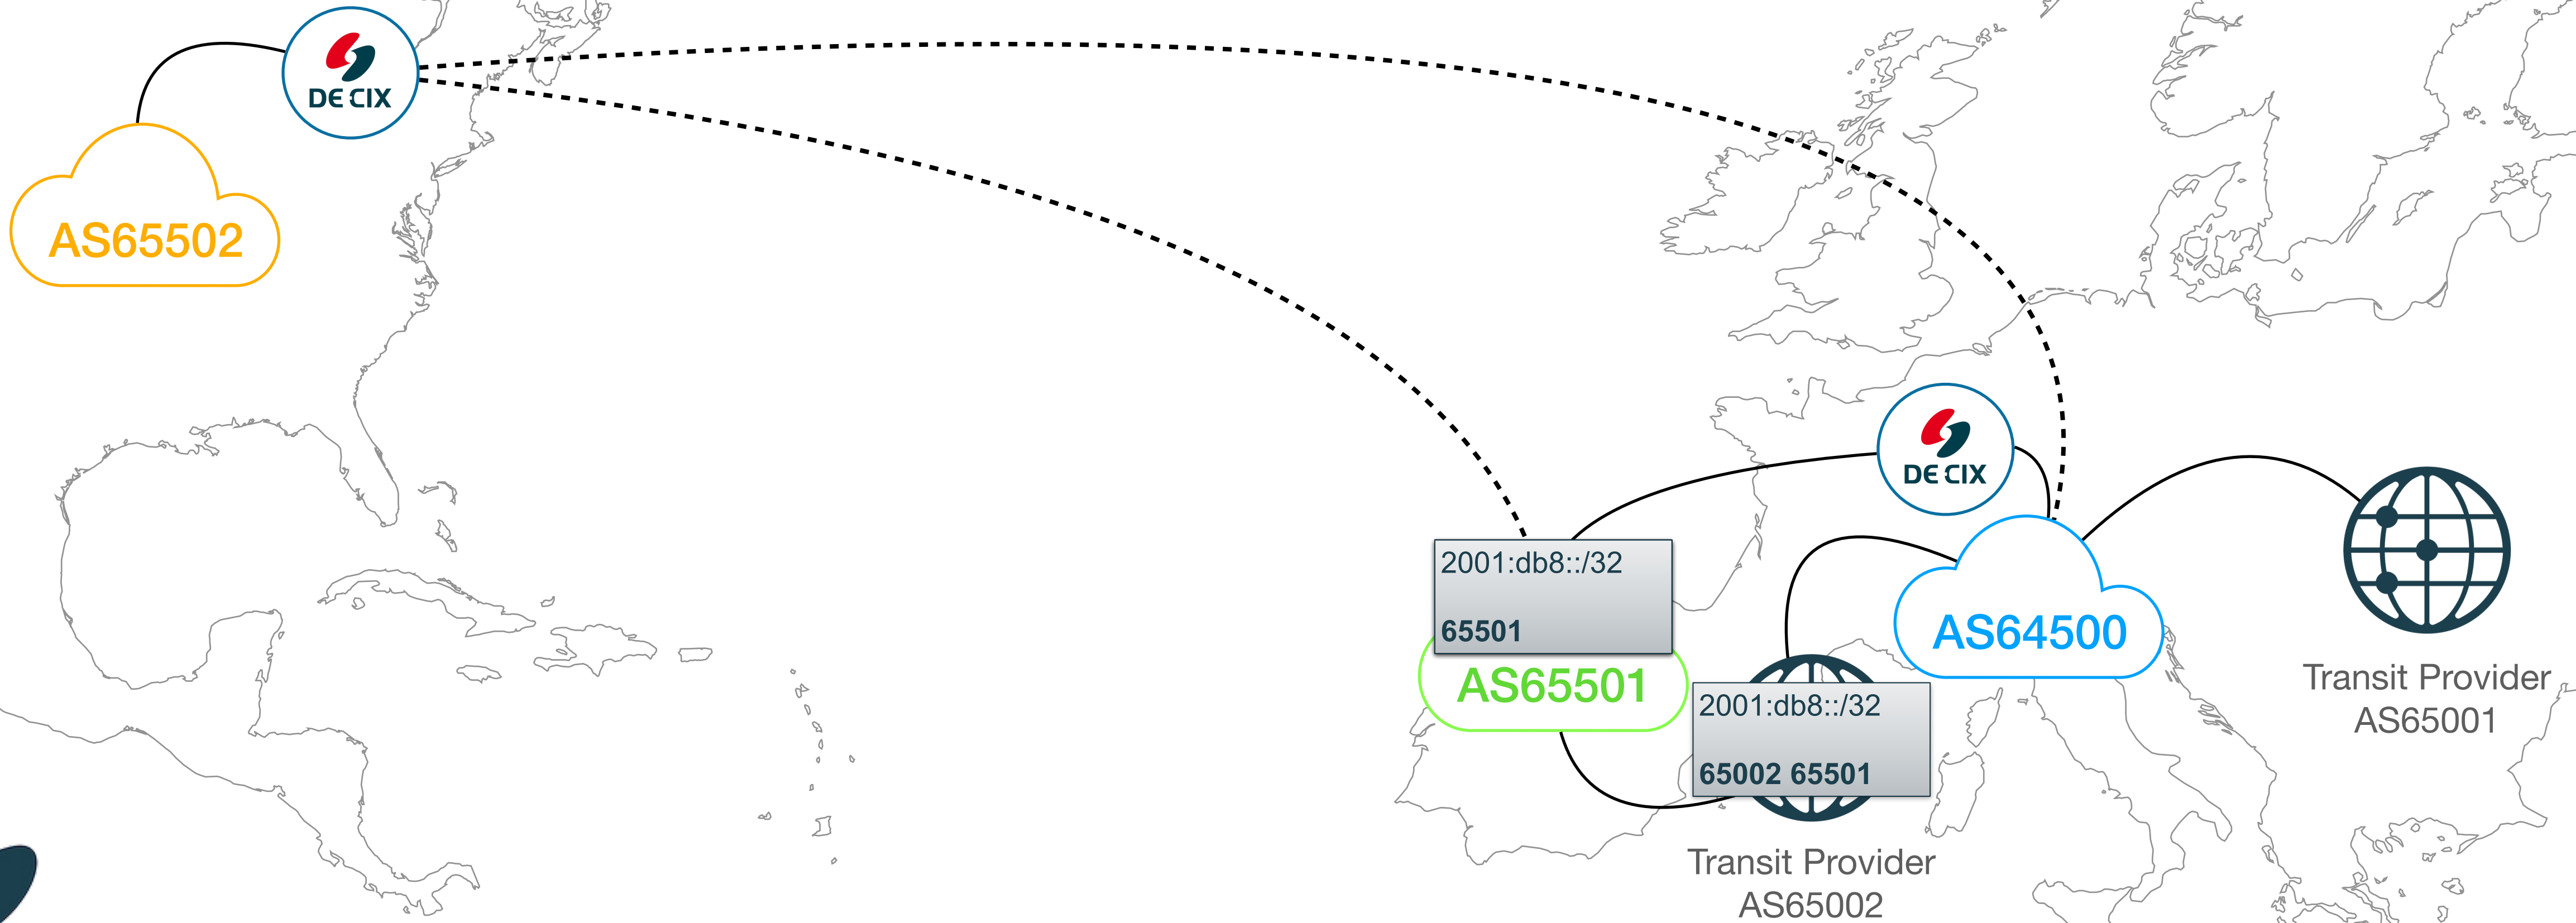 DE CIX
AS65502
DE CIX
2001:db8::/32
65501
AS65501
AS64500
2001:db8::/32
65002 65501
Transit Provider
AS65001
Transit Provider
AS65002